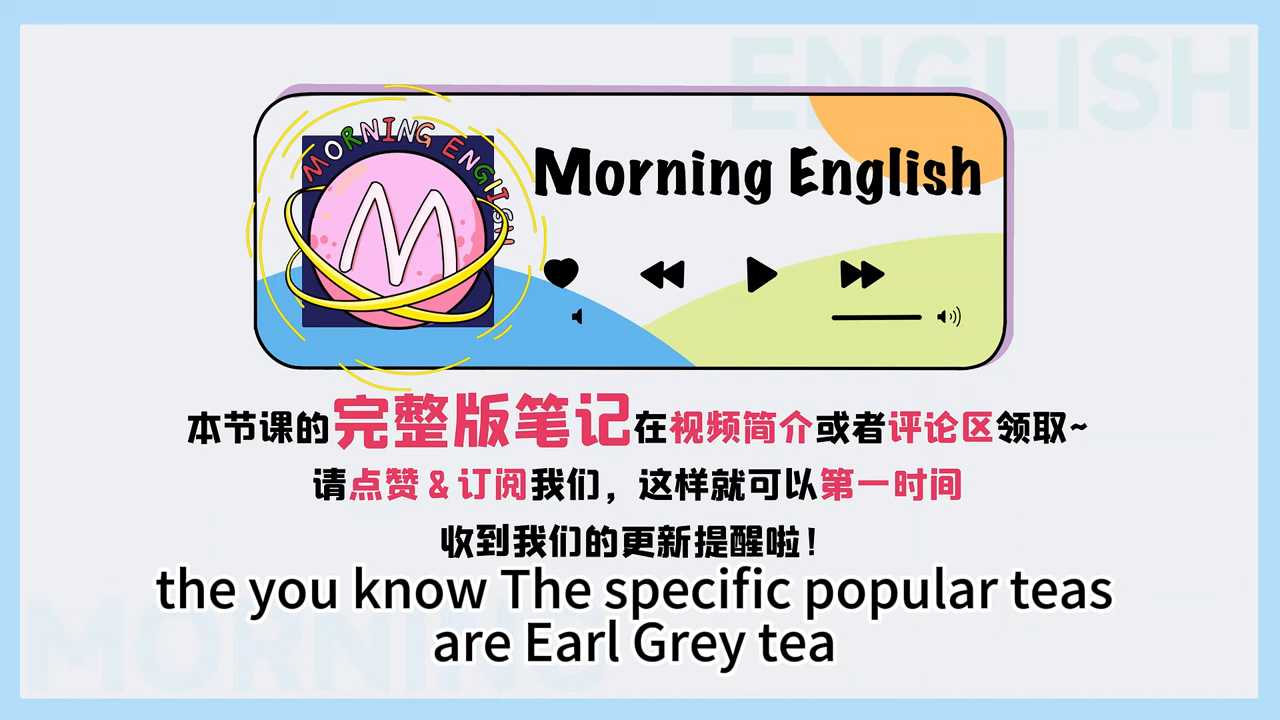 ENGLISH
MORNING ENGLISH
M
Morning English
本节课的完整版笔记在视频简介或者评论区领取~
请点赞&订阅我们，这样就可以第一时间
收到我们的更新提醒啦！
the you know The specific popular teas
are Earl Grey tea
MORNING